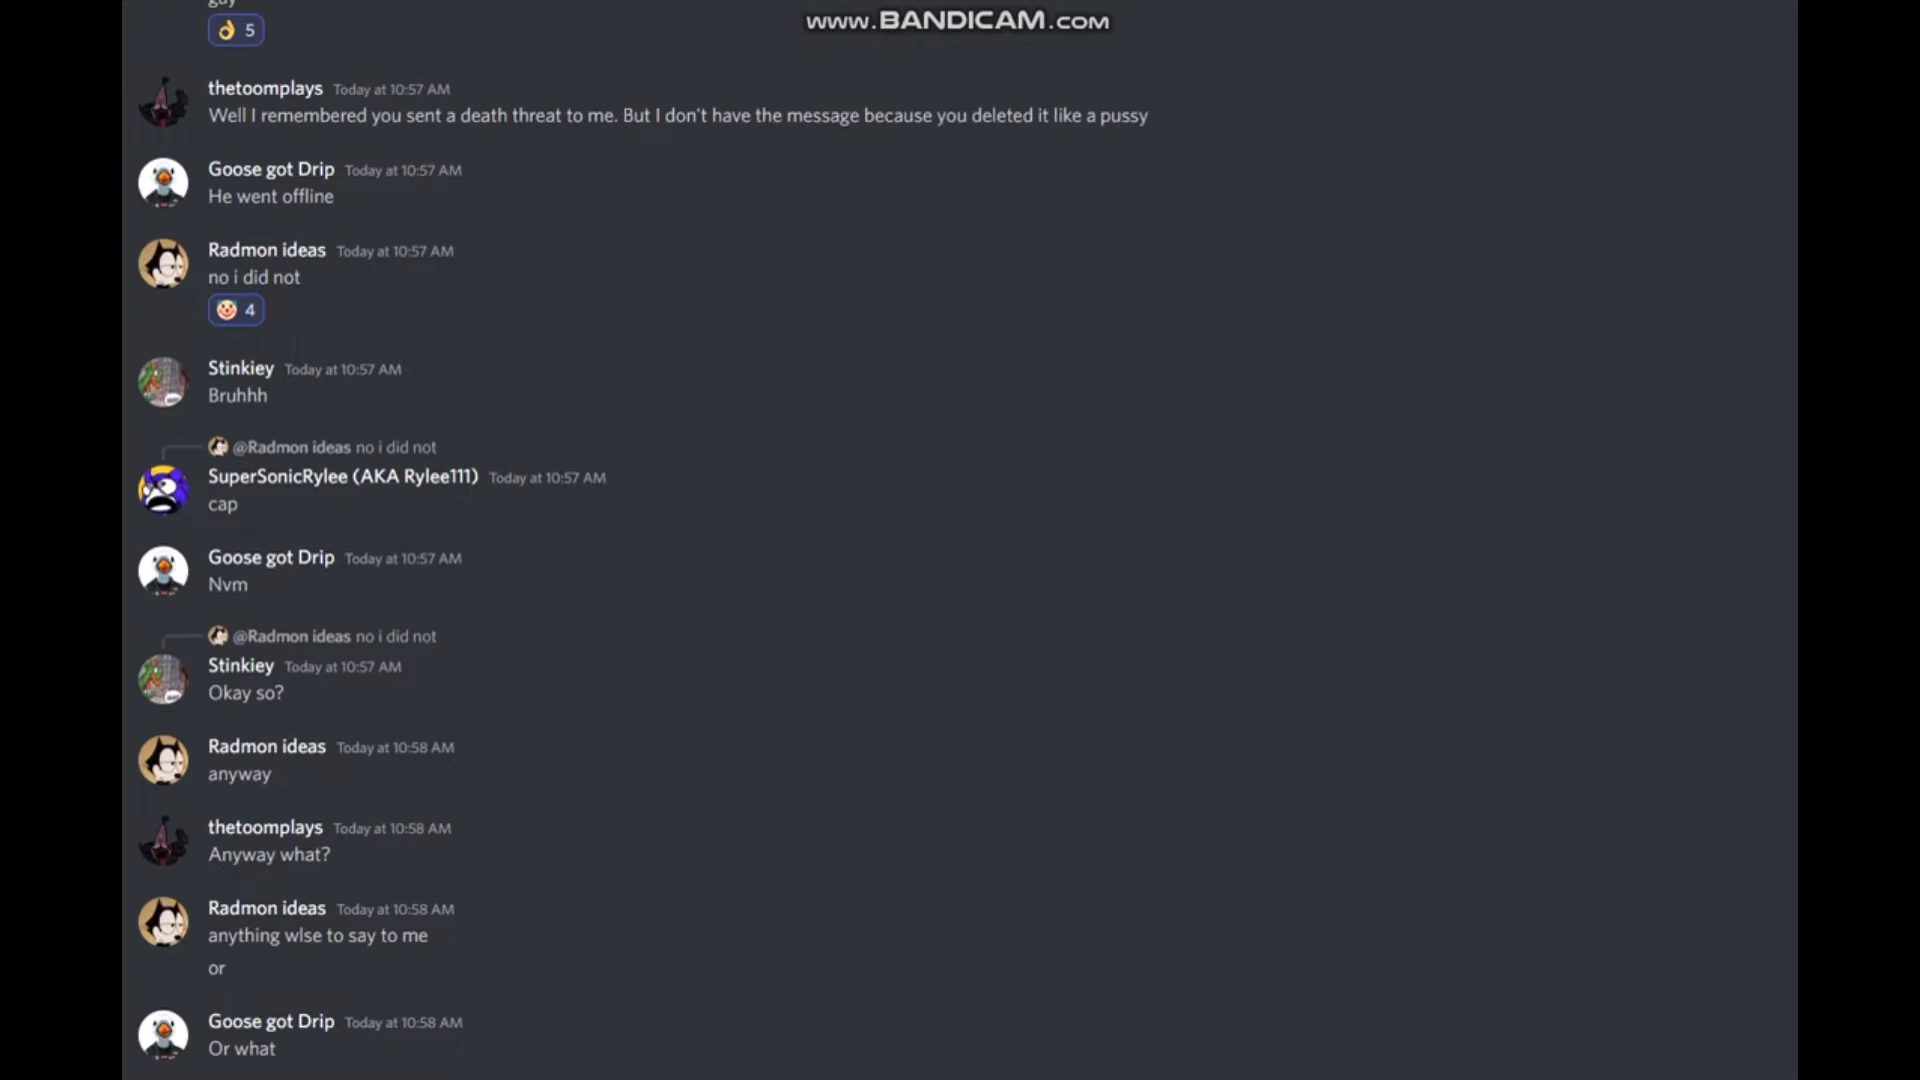 gay
5
www.BANDICAM.com
thetoomplays Today at 10:57 AM
Well I remembered you sent a death threat to me. But I don't have the message because you deleted it like a pussy
Goose got Drip Today at 10:57 AM
He went offline
Radmon ideas Today at 10:57 AM
no i did not
4
Stinkiey Today at 10:57 AM
Bruhhh
@Radmon ideas no i did not
SuperSonicRylee (AKA Rylee111) Today at 10:57 AM
cap
Goose got Drip Today at 10:57 AM
Nvm
@Radmon ideas no i did not
Stinkiey Today at 10:57 AM
Okay so?
Radmon ideas Today at 10:58 AM
anyway
thetoomplays Today at 10:58 AM
Anyway what?
Radmon ideas Today at 10:58 AM
anything wlse to say to me
or
Goose got Drip Today at 10:58 AM
Or what